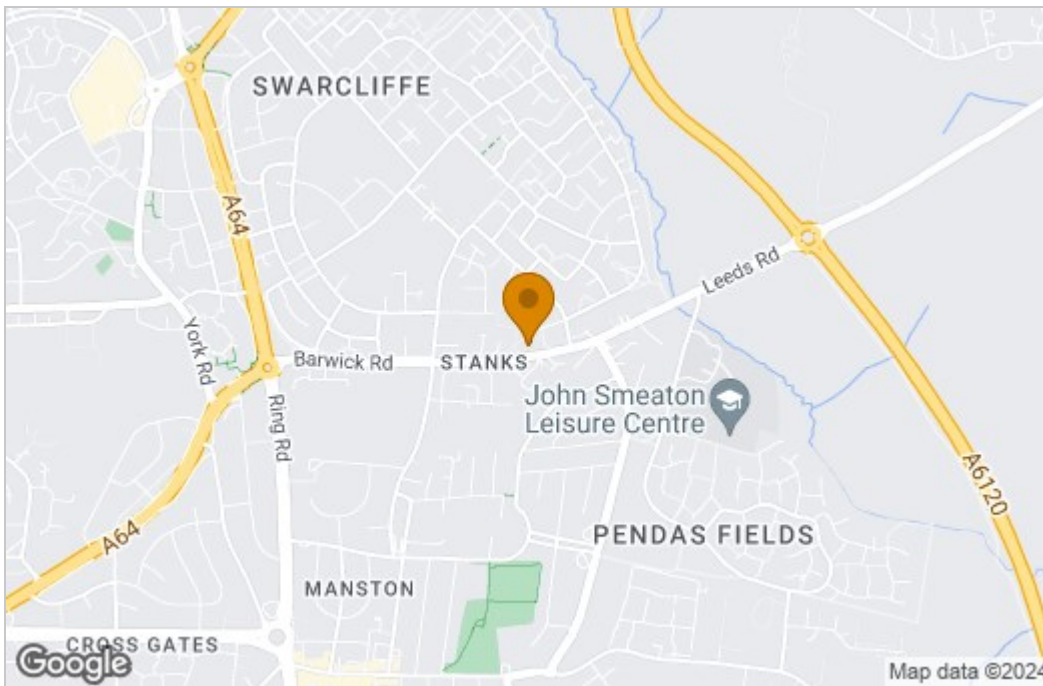 SWARCLIFFE
A64
Leeds Rd
York Rd
Barwick Rd
STANKS
Ring Rd
John Smeaton
Leisure Centre
A6120
A64
PENDAS FIELDS
MANSTON
CROSS GATES
Google
Map data ©2024